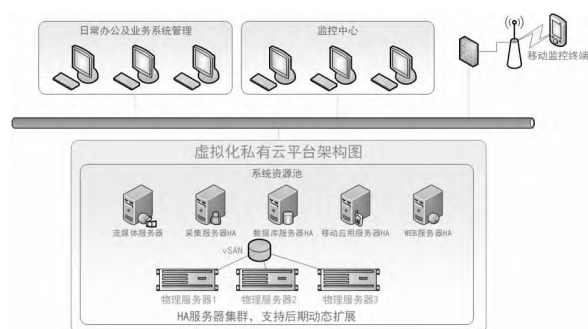 日常办公及业务系统管理
监控中心
移动监控终端
虚拟化私有云平台架构图
系统资源池
流媒体服务器
采集服务器HA
数据库服务器HA
移动应用服务器HA
WEB服务器HA
vSAN
物理服务器1
物理服务器2
物理服务器3
HA服务器集群，支持后期动态扩展